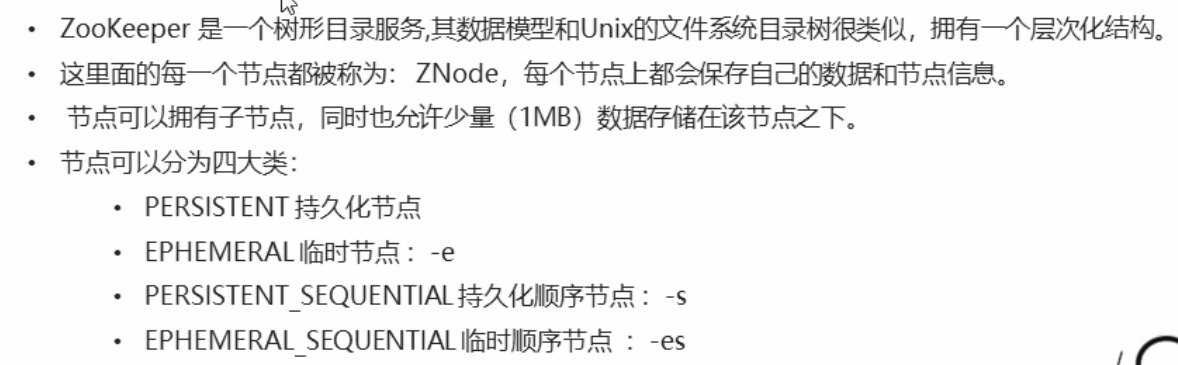 • ZooKeeper 是一个树形目录服务,其数据模型和Unix的文件系统目录树很类似，拥有一个层次化结构。
• 这里面的每一个节点都被称为： ZNode，每个节点上都会保存自己的数据和节点信息。
• 节点可以拥有子节点，同时也允许少量（1MB）数据存储在该节点之下。
• 节点可以分为四大类：
• PERSISTENT 持久化节点
• EPHEMERAL 临时节点 ：-e
• PERSISTENT_SEQUENTIAL 持久化顺序节点 ：-s
• EPHEMERAL_SEQUENTIAL 临时顺序节点 ：-es